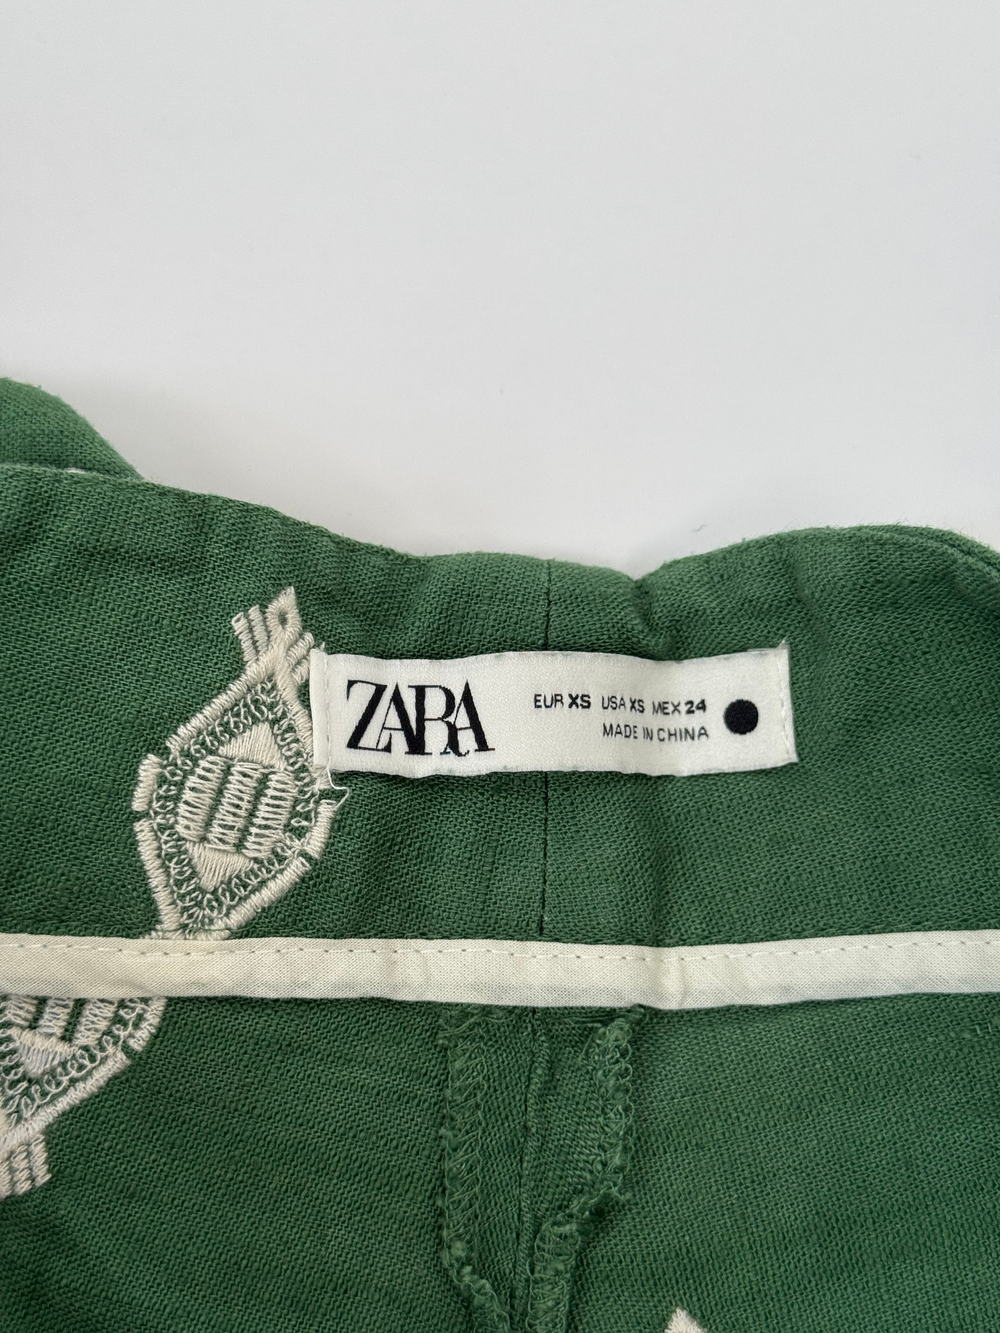 ZARA
EUR XS USA XS MEX 24
MADE IN CHINA